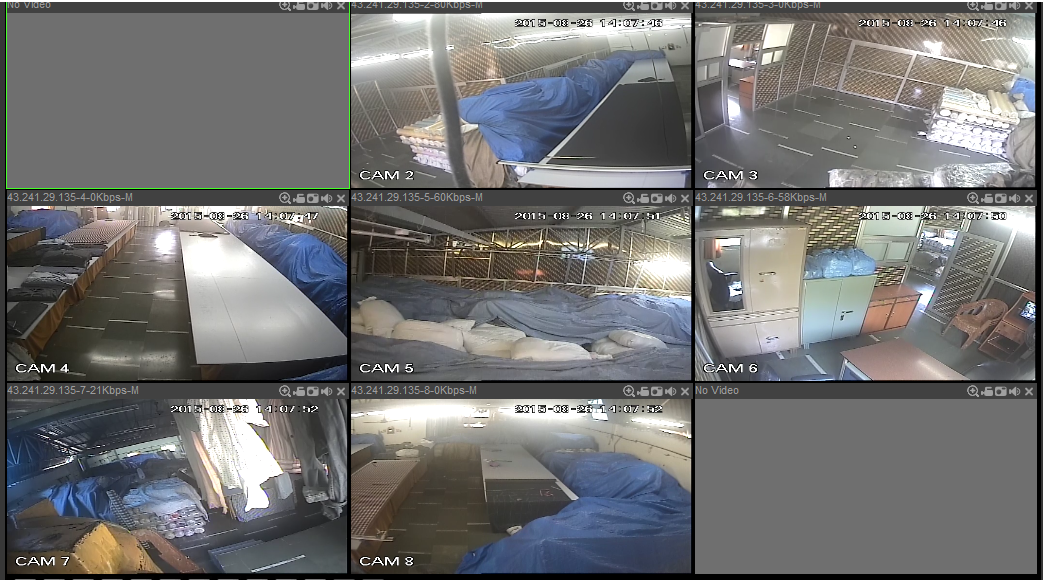 No Video
43.241.29.135-2-80Kbps-M
43.241.29.135-3-0Kbps-M
2015-08-26 14:07:46
2015-08-26 14:07:46
CAM 2
CAM 3
43.241.29.135-4-0Kbps-M
43.241.29.135-5-60Kbps-M
43.241.29.135-6-58Kbps-M
2015-08-26 14:07:47
2015-08-26 14:07:51
2015-08-26 14:07:50
CAM 4
CAM 5
CAM 6
43.241.29.135-7-21Kbps-M
43.241.29.135-8-0Kbps-M
No Video
2015-08-26 14:07:52
2015-08-26 14:07:52
CAM 7
CAM 8